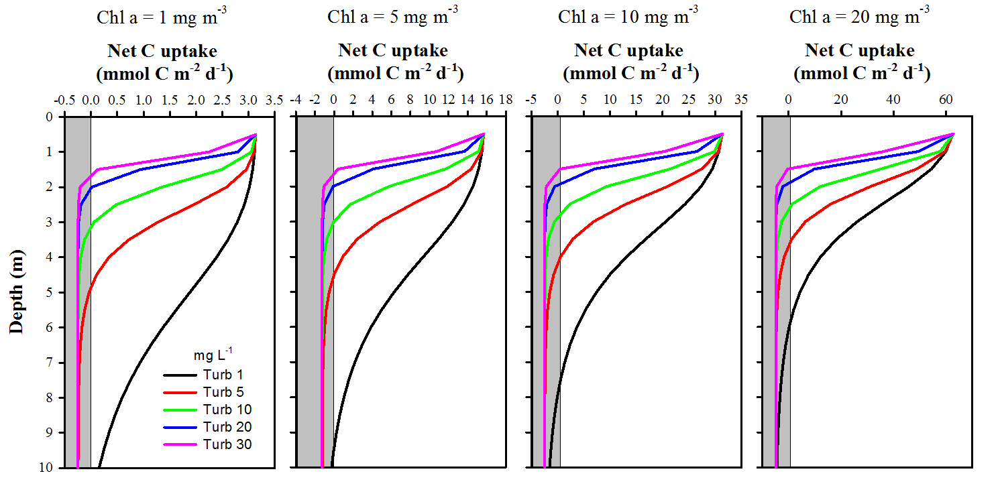 Chl a = 1 mg m-3
Net C uptake
(mmol C m-2 d-1)
-0.5 0.0 0.5 1.0 1.5 2.0 2.5 3.0 3.5
Chl a = 5 mg m-3
Net C uptake
(mmol C m-2 d-1)
-4 -2 0 2 4 6 8 10 12 14 16 18
Chl a = 10 mg m-3
Net C uptake
(mmol C m-2 d-1)
-5 0 5 10 15 20 25 30 35
Chl a = 20 mg m-3
Net C uptake
(mmol C m-2 d-1)
0 20 40 60
Depth (m)
0
1
2
3
4
5
6
7
8
9
10
mg L-1
Turb 1
Turb 5
Turb 10
Turb 20
Turb 30